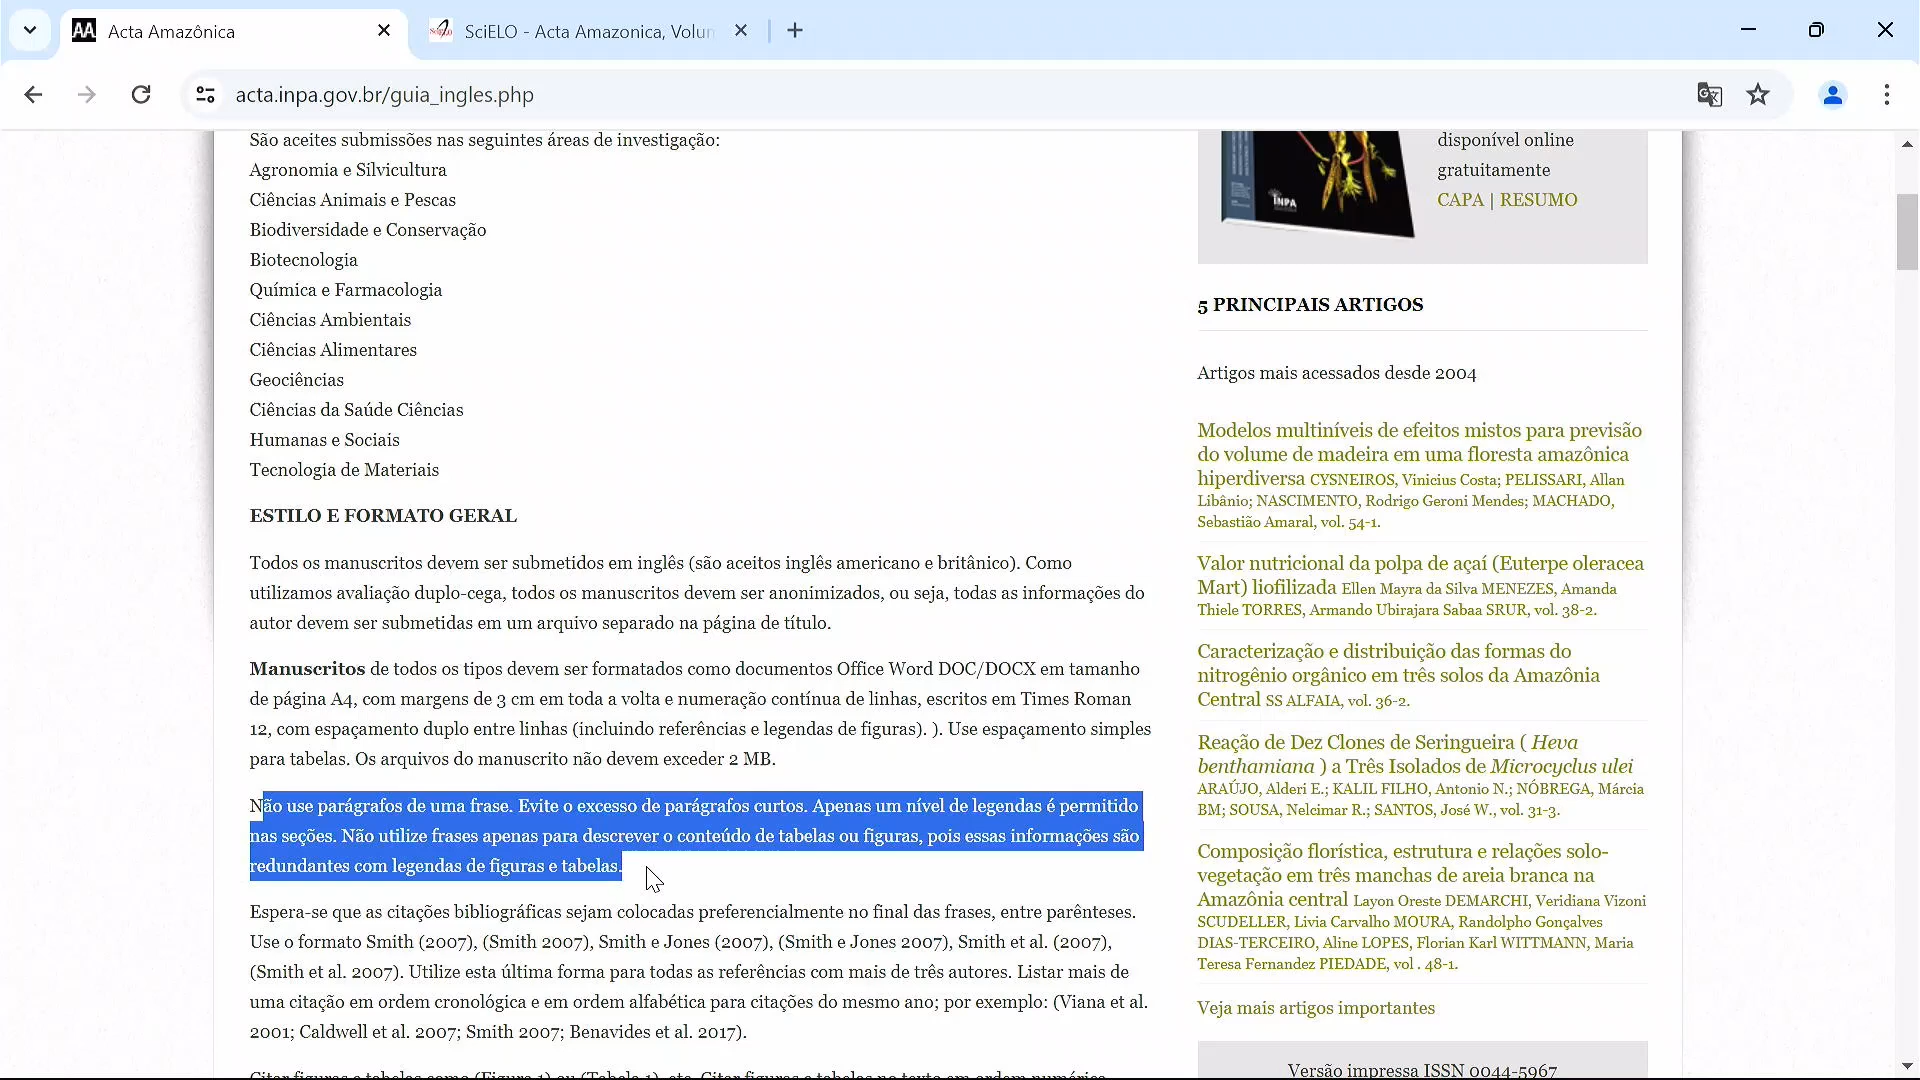 Acta Amazônica
SciELO - Acta Amazonica, Volun
acta.inpa.gov.br/guia_ingles.php
São aceites submissões nas seguintes áreas de investigação:
Agronomia e Silvicultura
Ciências Animais e Pescas
Biodiversidade e Conservação
Biotecnologia
Química e Farmacologia
Ciências Ambientais
Ciências Alimentares
Geociências
Ciências da Saúde Ciências
Humanas e Sociais
Tecnologia de Materiais
ESTILO E FORMATO GERAL
Todos os manuscritos devem ser submetidos em inglês (são aceitos inglês americano e britânico). Como
utilizamos avaliação duplo-cega, todos os manuscritos devem ser anonimizados, ou seja, todas as informações do
autor devem ser submetidas em um arquivo separado na página de título.
Manuscritos de todos os tipos devem ser formatados como documentos Office Word DOC/DOCX em tamanho
de página A4, com margens de 3 cm em toda a volta e numeração contínua de linhas, escritos em Times Roman
12, com espaçamento duplo entre linhas (incluindo referências e legendas de figuras). ). Use espaçamento simples
para tabelas. Os arquivos do manuscrito não devem exceder 2 MB.
Não use parágrafos de uma frase. Evite o excesso de parágrafos curtos. Apenas um nível de legendas é permitido
nas seções. Não utilize frases apenas para descrever o conteúdo de tabelas ou figuras, pois essas informações são
redundantes com legendas de figuras e tabelas.
Espera-se que as citações bibliográficas sejam colocadas preferencialmente no final das frases, entre parênteses.
Use o formato Smith (2007), (Smith 2007), Smith e Jones (2007), (Smith e Jones 2007), Smith et al. (2007),
(Smith et al. 2007). Utilize esta última forma para todas as referências com mais de três autores. Listar mais de
uma citação em ordem cronológica e em ordem alfabética para citações do mesmo ano; por exemplo: (Viana et al.
2001; Caldwell et al. 2007; Smith 2007; Benavides et al. 2017).
Citar figuras e tabelas como (Figura 1) ou (Tabela 1), etc. Citar figuras e tabelas no texto em ordem numérica
INPA
disponível online
gratuitamente
CAPA | RESUMO
5 PRINCIPAIS ARTIGOS
Artigos mais acessados desde 2004
Modelos multiníveis de efeitos mistos para previsão
do volume de madeira em uma floresta amazônica
hiperdiversa CYSNEIROS, Vinicius Costa; PELISSARI, Allan
Libânio; NASCIMENTO, Rodrigo Geroni Mendes; MACHADO,
Sebastião Amaral, vol. 54-1.
Valor nutricional da polpa de açaí (Euterpe oleracea
Mart) liofilizada Ellen Mayra da Silva MENEZES, Amanda
Thiele TORRES, Armando Ubirajara Sabaa SRUR, vol. 38-2.
Caracterização e distribuição das formas do
nitrogênio orgânico em três solos da Amazônia
Central SS ALFAIA, vol. 36-2.
Reação de Dez Clones de Seringueira ( Heva
benthamiana ) a Três Isolados de Microcyclus ulei
ARAÚJO, Alderi E.; KALIL FILHO, Antonio N.; NÓBREGA, Márcia
BM; SOUSA, Nelcimar R.; SANTOS, José W., vol. 31-3.
Composição florística, estrutura e relações solo-
vegetação em três manchas de areia branca na
Amazônia central Layon Oreste DEMARCHI, Veridiana Vizoni
SCUDELLER, Livia Carvalho MOURA, Randolpho Gonçalves
DIAS-TERCEIRO, Aline LOPES, Florian Karl WITTMANN, Maria
Teresa Fernandez PIEDADE, vol . 48-1.
Veja mais artigos importantes
Versão impressa ISSN 0044-5967